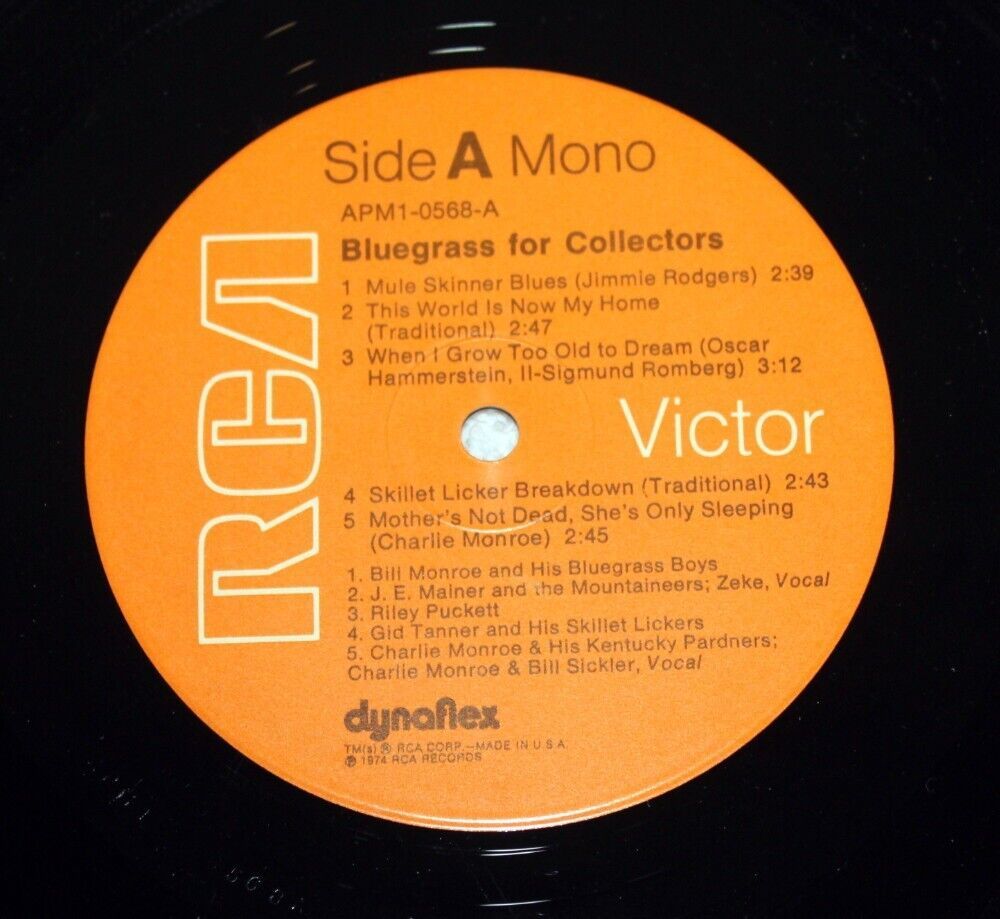 Side A Mono
APM1-0568-A
Bluegrass for Collectors
1 Mule Skinner Blues (Jimmie Rodgers) 2:39
2 This World Is Now My Home
(Traditional) 2:47
3 When I Grow Too Old to Dream (Oscar
Hammerstein, II-Sigmund Romberg) 3:12
RCA
Victor
4 Skillet Licker Breakdown (Traditional) 2:43
5 Mother's Not Dead, She's Only Sleeping
(Charlie Monroe) 2:45
1. Bill Monroe and His Bluegrass Boys
2. J. E. Mainer and the Mountaineers; Zeke, Vocal
3. Riley Puckett
4. Gid Tanner and His Skillet Lickers
5. Charlie Monroe & His Kentucky Pardners;
Charlie Monroe & Bill Sickler, Vocal
dynaflex
TM(s) ® RCA CORP.—MADE IN U.S.A.
℗ 1974 RCA RECORDS